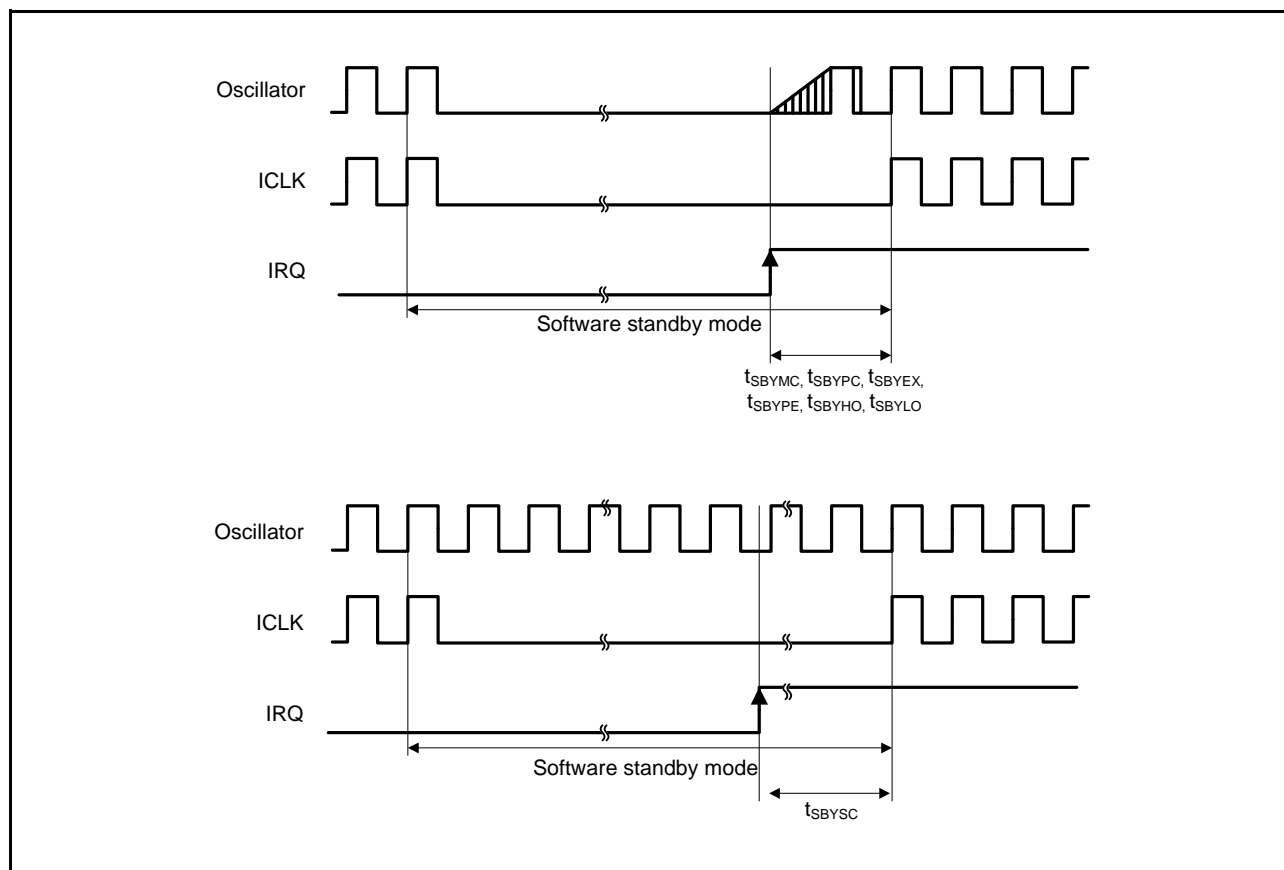 Oscillator
ICLK
IRQ
Software standby mode
tSBYMC, tSBYPC, tSBYEX,
tSBYPE, tSBYHO, tSBYLO
Oscillator
ICLK
IRQ
Software standby mode
tSBYSC